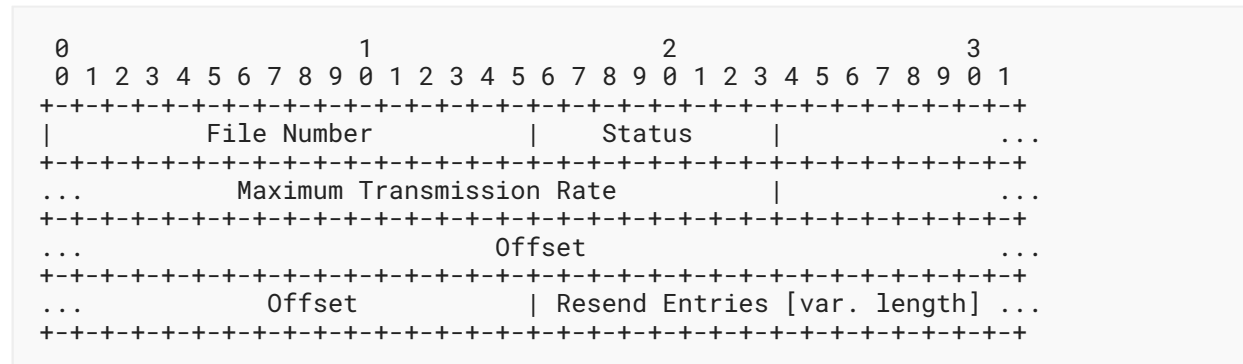 0                   1                   2                   3
 0 1 2 3 4 5 6 7 8 9 0 1 2 3 4 5 6 7 8 9 0 1 2 3 4 5 6 7 8 9 0 1
+-+-+-+-+-+-+-+-+-+-+-+-+-+-+-+-+-+-+-+-+-+-+-+-+-+-+-+-+-+-+-+-+
|          File Number          |    Status     |              ...
+-+-+-+-+-+-+-+-+-+-+-+-+-+-+-+-+-+-+-+-+-+-+-+-+-+-+-+-+-+-+-+-+
...          Maximum Transmission Rate          |              ...
+-+-+-+-+-+-+-+-+-+-+-+-+-+-+-+-+-+-+-+-+-+-+-+-+-+-+-+-+-+-+-+-+
...                           Offset                           ...
+-+-+-+-+-+-+-+-+-+-+-+-+-+-+-+-+-+-+-+-+-+-+-+-+-+-+-+-+-+-+-+-+
...            Offset           | Resend Entries [var. length] ...
+-+-+-+-+-+-+-+-+-+-+-+-+-+-+-+-+-+-+-+-+-+-+-+-+-+-+-+-+-+-+-+-+